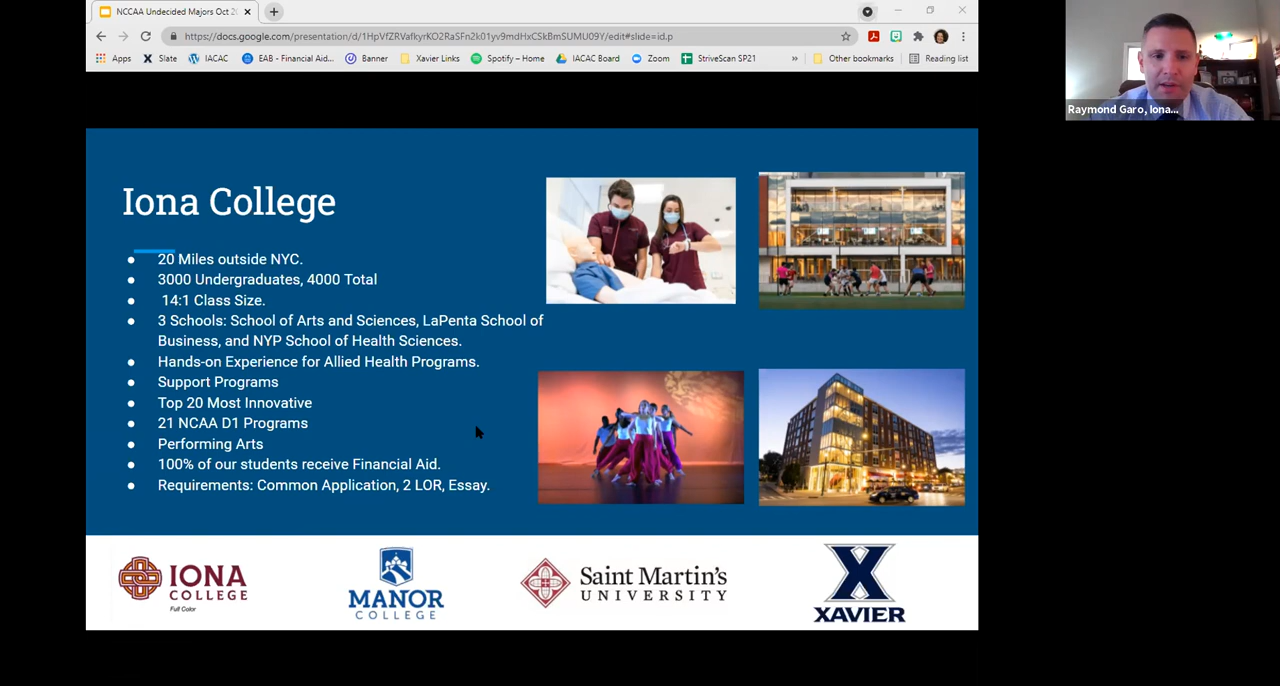 NCCAA Undecided Majors Oct 2
https://docs.google.com/presentation/d/1HpVfZRVafkyrKO2RaSFn2k01yv9mdHxCSkBmSUMU09Y/edit#slide=id.p
Apps
Slate
IACAC
EAB - Financial Aid...
Banner
Xavier Links
Spotify – Home
IACAC Board
Zoom
StriveScan SP21
»
Other bookmarks
Reading list
Raymond Garo, Iona...
Iona College
• 20 Miles outside NYC.
• 3000 Undergraduates, 4000 Total
• 14:1 Class Size.
• 3 Schools: School of Arts and Sciences, LaPenta School of
Business, and NYP School of Health Sciences.
• Hands-on Experience for Allied Health Programs.
• Support Programs
• Top 20 Most Innovative
• 21 NCAA D1 Programs
• Performing Arts
• 100% of our students receive Financial Aid.
• Requirements: Common Application, 2 LOR, Essay.
IONA
COLLEGE
Full Color
MANOR
COLLEGE
Saint Martin's
UNIVERSITY
X
XAVIER